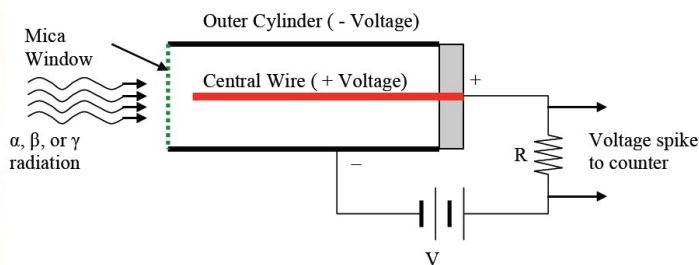 Outer Cylinder ( - Voltage)
Mica
Window
Central Wire ( + Voltage)
+
α, β, or γ
radiation
−
R
Voltage spike
to counter
V